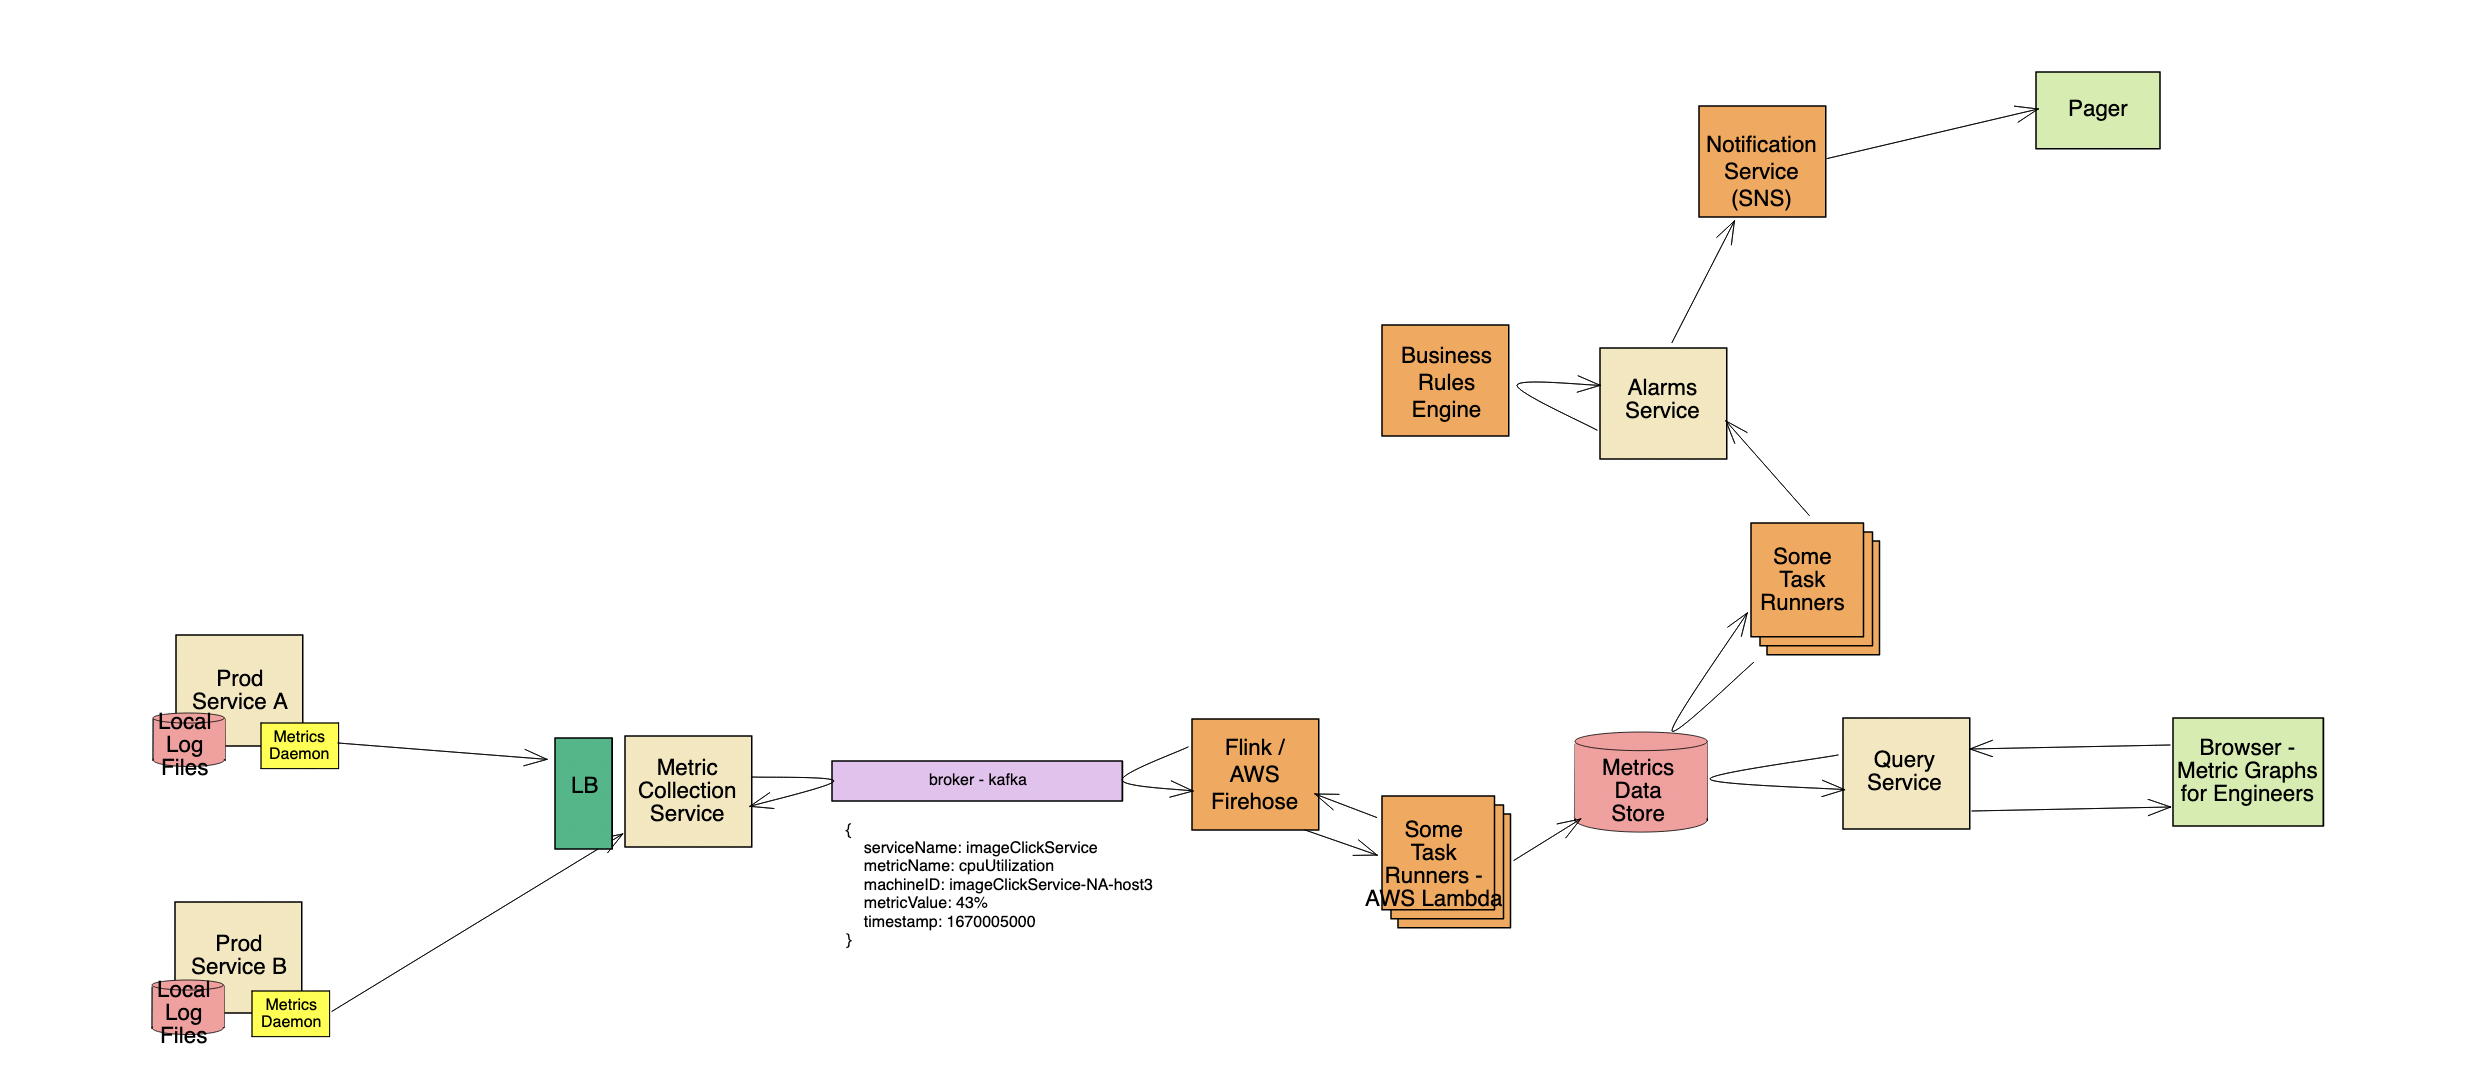 Pager
Notification
Service
(SNS)
Business
Rules
Engine
Alarms
Service
Some
Task
Runners
Prod
Service A
Local
Log
Files
Metrics
Daemon
LB
Metric
Collection
Service
broker - kafka
{
serviceName: imageClickService
metricName: cpuUtilization
machineID: imageClickService-NA-host3
metricValue: 43%
timestamp: 1670005000
}
Flink /
AWS
Firehose
Some
Task
Runners -
AWS Lambda
Metrics
Data
Store
Query
Service
Browser -
Metric Graphs
for Engineers
Prod
Service B
Local
Log
Files
Metrics
Daemon